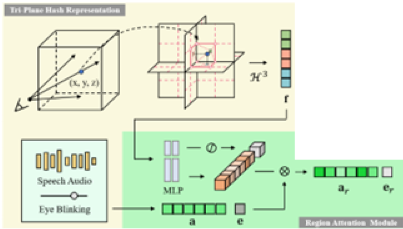 Tri-Plane Hash Representation
(x, y, z)
ℋ³
f
Speech Audio
Eye Blinking
MLP
a
e
a_r
e_r
Region Attention Module